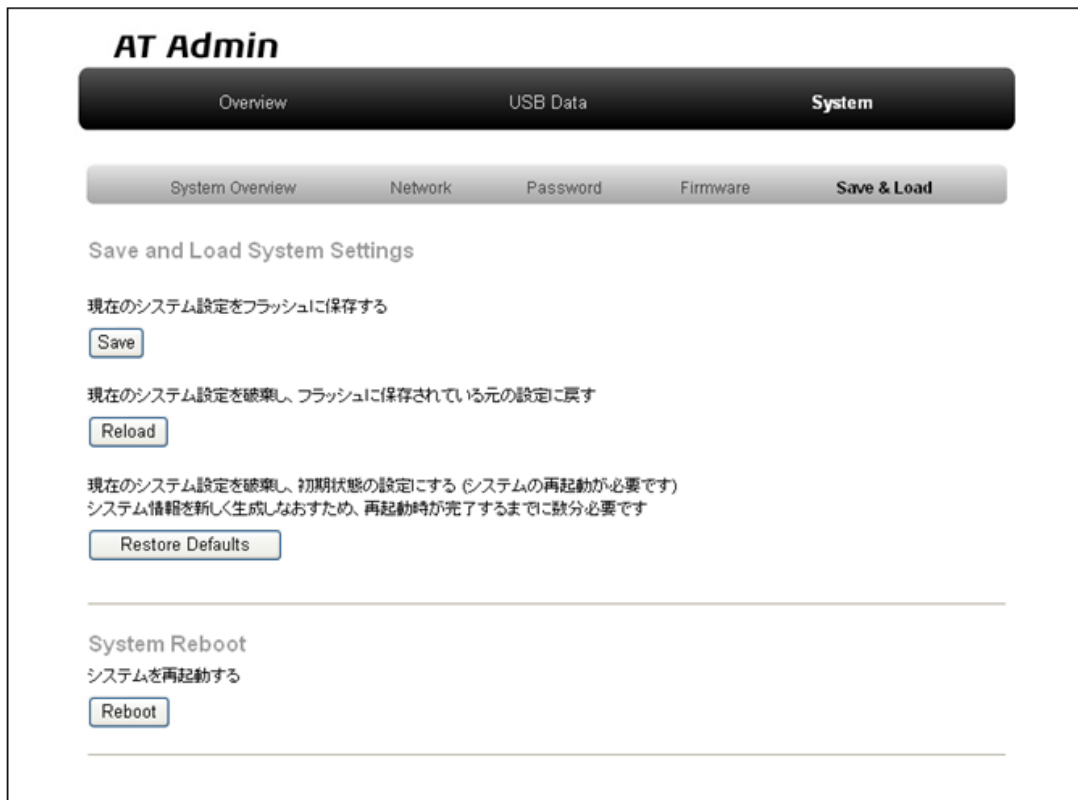 AT Admin
Overview USB Data System
System Overview Network Password Firmware Save & Load
Save and Load System Settings
現在のシステム設定をフラッシュに保存する
Save
現在のシステム設定を破棄し、フラッシュに保存されている元の設定に戻す
Reload
現在のシステム設定を破棄し、初期状態の設定にする (システムの再起動が必要です)
システム情報を新しく生成しなおすため、再起動時が完了するまでに数分必要です
Restore Defaults
System Reboot
システムを再起動する
Reboot